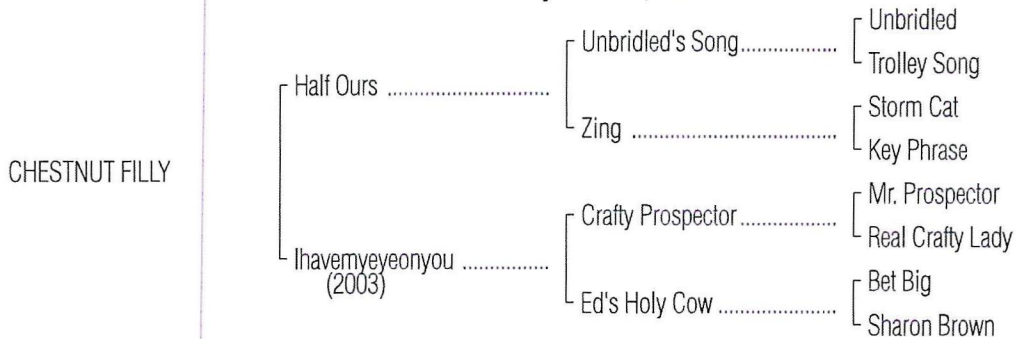 Unbridled
Unbridled's Song..................
Trolley Song
Half Ours ..............................
Storm Cat
Zing ......................................
Key Phrase
CHESTNUT FILLY
Mr. Prospector
Crafty Prospector..................
Real Crafty Lady
Ihavemyeyeonyou ................
(2003)
Bet Big
Ed's Holy Cow ......................
Sharon Brown